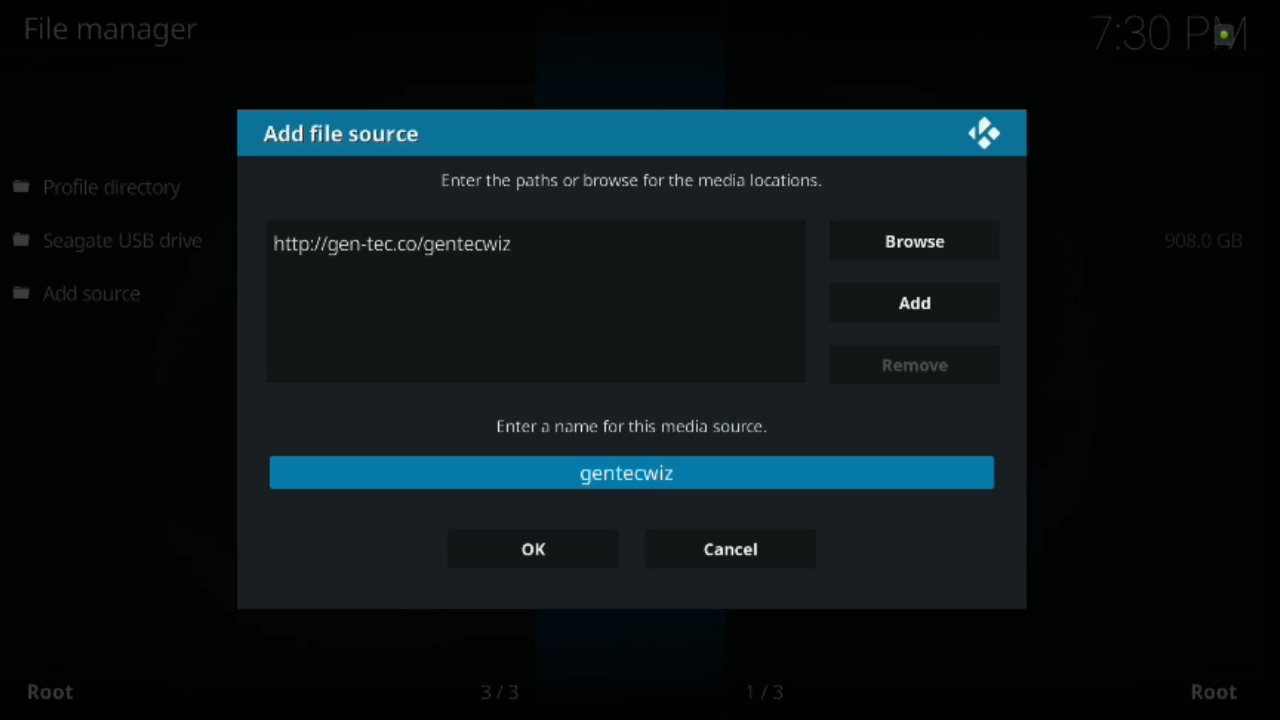 File manager
7:30 PM
Add file source
Enter the paths or browse for the media locations.
Profile directory
http://gen-tec.co/gentecwiz
Browse
Seagate USB drive
908.0 GB
Add source
Add
Remove
Enter a name for this media source.
gentecwiz
OK
Cancel
Root
3 / 3
1 / 3
Root